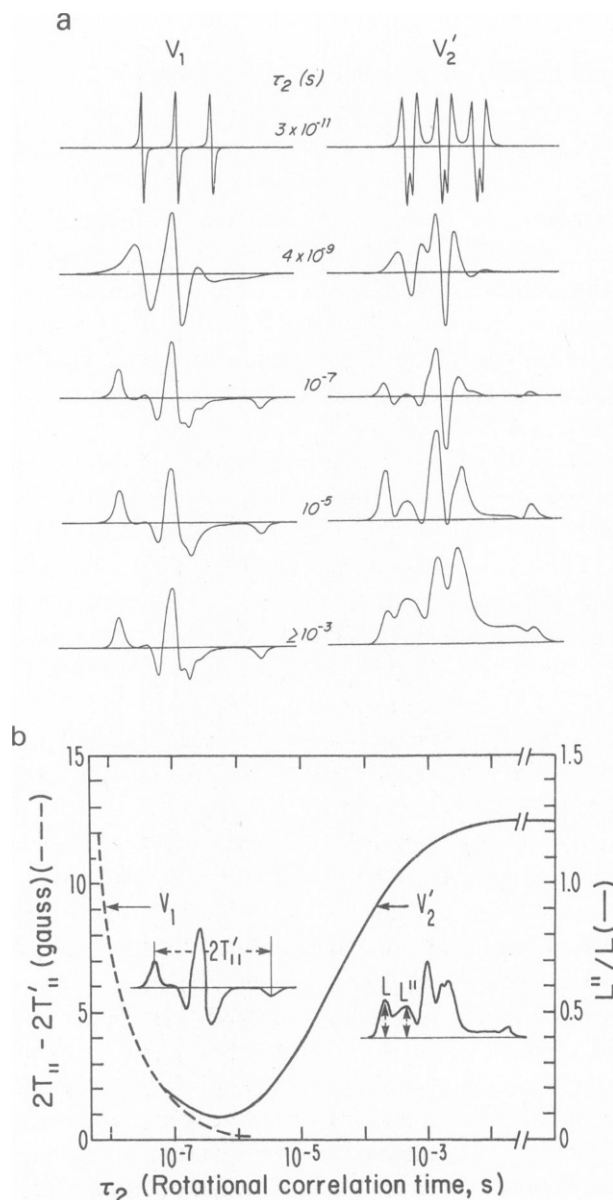 a
V₁ V₂′
τ₂ (s)
3 x 10⁻¹¹
4 x 10⁻⁹
10⁻⁷
10⁻⁵
≥10⁻³
b
15 1.5
10 1.0
5 0.5
0 0
2T∥ - 2T′∥ (gauss) (----)
L″/L (—)
V₁
V₂′
2T′∥
L L″
10⁻⁷ 10⁻⁵ 10⁻³
τ₂ (Rotational correlation time, s)